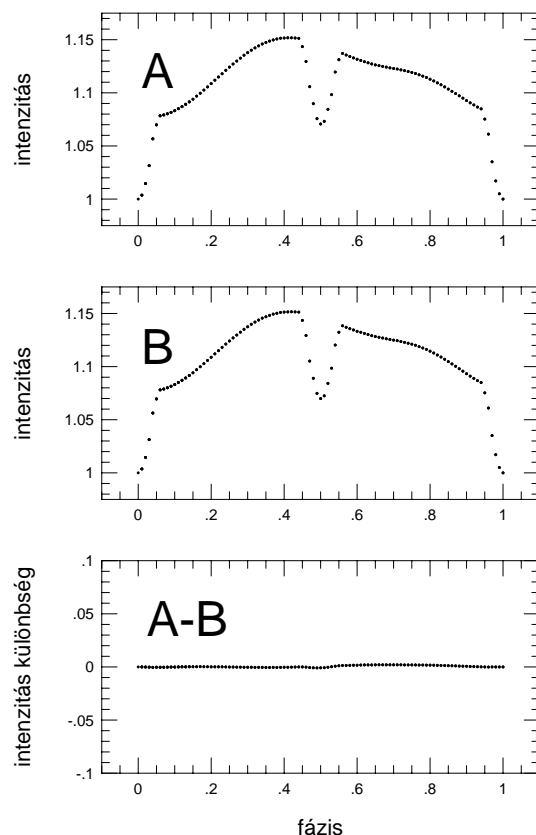 intenzitás
A
1.15
1.1
1.05
1
0 .2 .4 .6 .8 1
intenzitás
B
1.15
1.1
1.05
1
0 .2 .4 .6 .8 1
intenzitás különbség
A-B
.1
.05
0
-.05
-.1
0 .2 .4 .6 .8 1
fázis